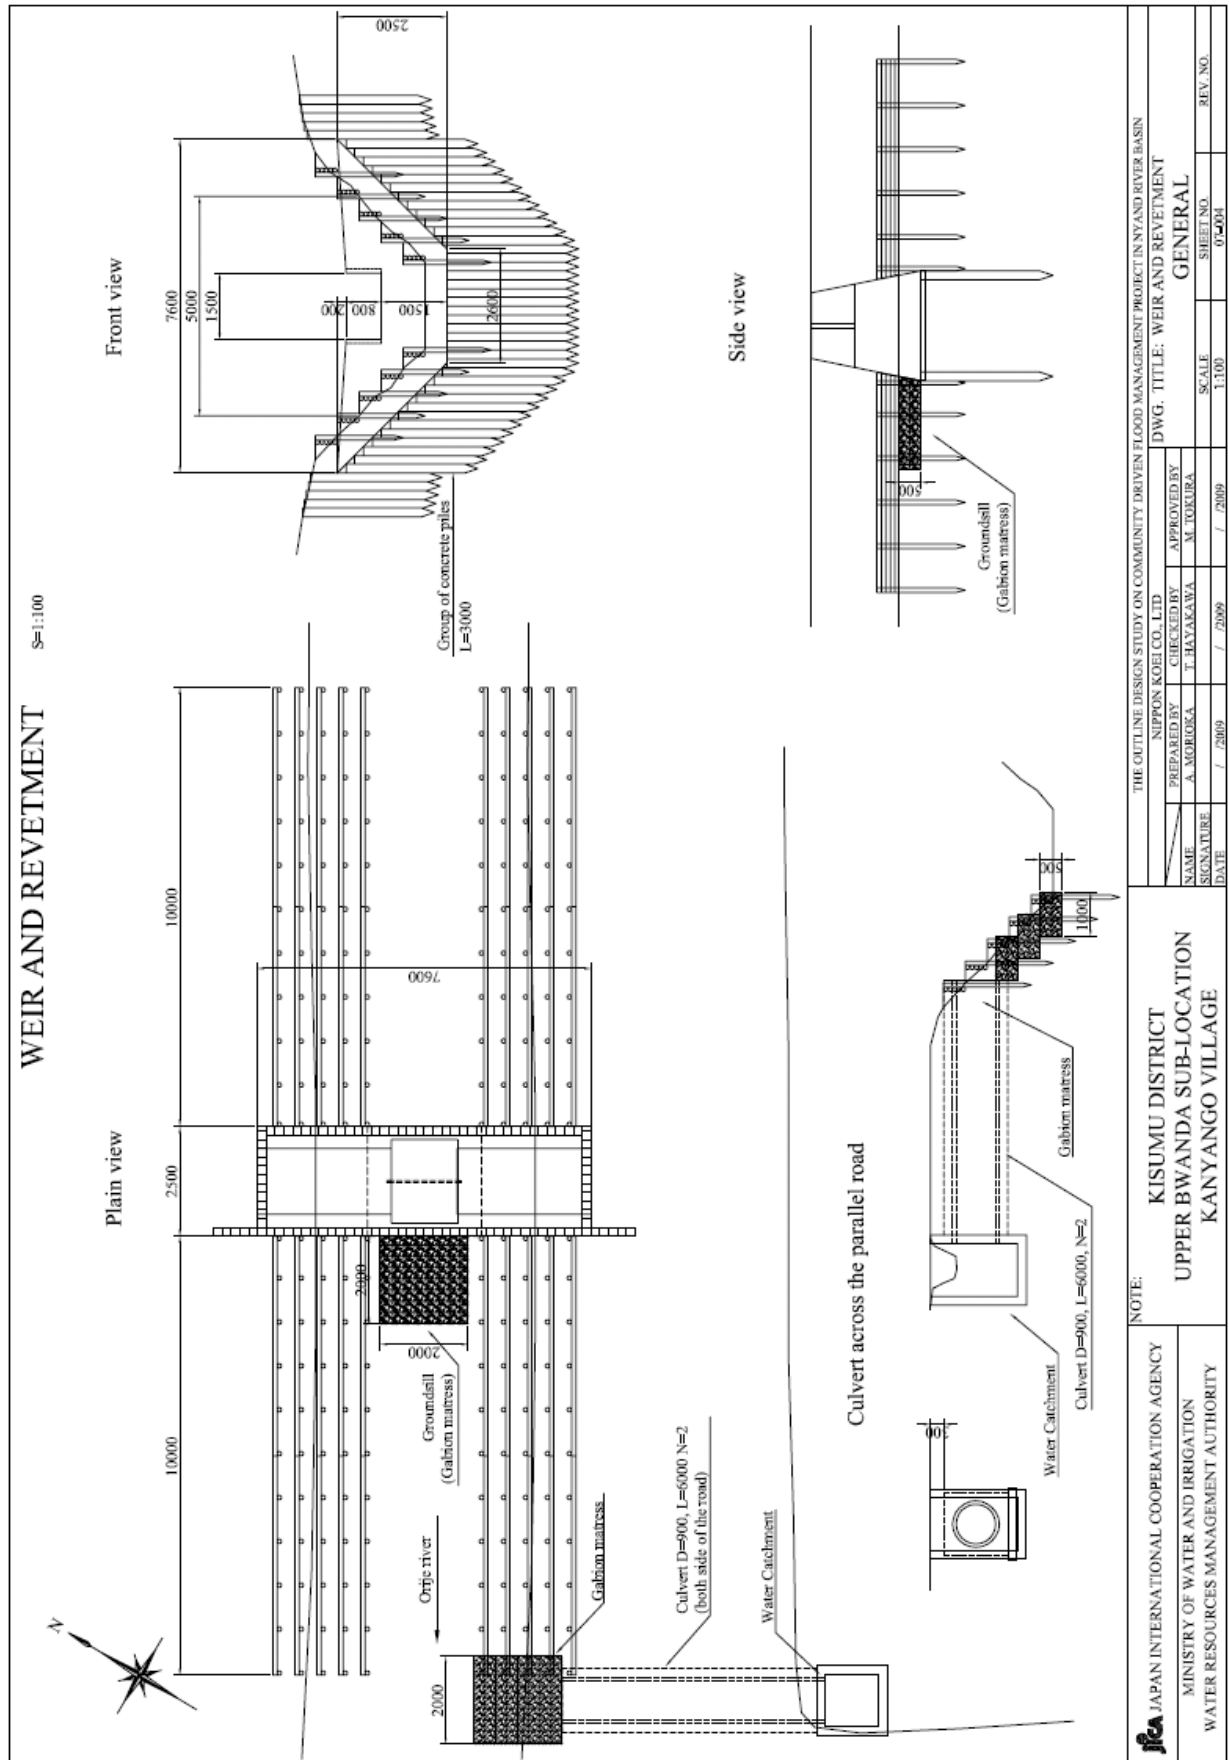 WEIR AND REVETMENT
S=1:100
Plain view
10000
2500
10000
7600
2000
2000
Groundsill
(Gabion matress)
Orije river
2000
Gabion matress
Culvert D=900, L=6000 N=2
(both side of the road)
Water Catchment
N
Front view
7600
5000
1500
2500
200
800
1500
2600
Group of concrete piles
L=3000
Side view
500
Groundsill
(Gabion matress)
Culvert across the parallel road
300
500
1000
Gabion matress
Culvert D=900, L=6000, N=2
Water Catchment
jica JAPAN INTERNATIONAL COOPERATION AGENCY
MINISTRY OF WATER AND IRRIGATION
WATER RESOURCES MANAGEMENT AUTHORITY
NOTE:
KISUMU DISTRICT
UPPER BWANDA SUB-LOCATION
KANYANGO VILLAGE
THE OUTLINE DESIGN STUDY ON COMMUNITY DRIVEN FLOOD MANAGEMENT PROJECT IN NYAND RIVER BASIN
NIPPON KOEI CO., LTD
PREPARED BY CHECKED BY APPROVED BY
NAME A. MORIOKA T. HAYAKAWA M. TOKURA
SIGNATURE
DATE / /2009 / /2009 / /2009
DWG. TITLE: WEIR AND REVETMENT
GENERAL
SCALE SHEET NO. REV. NO.
1:100 07-004